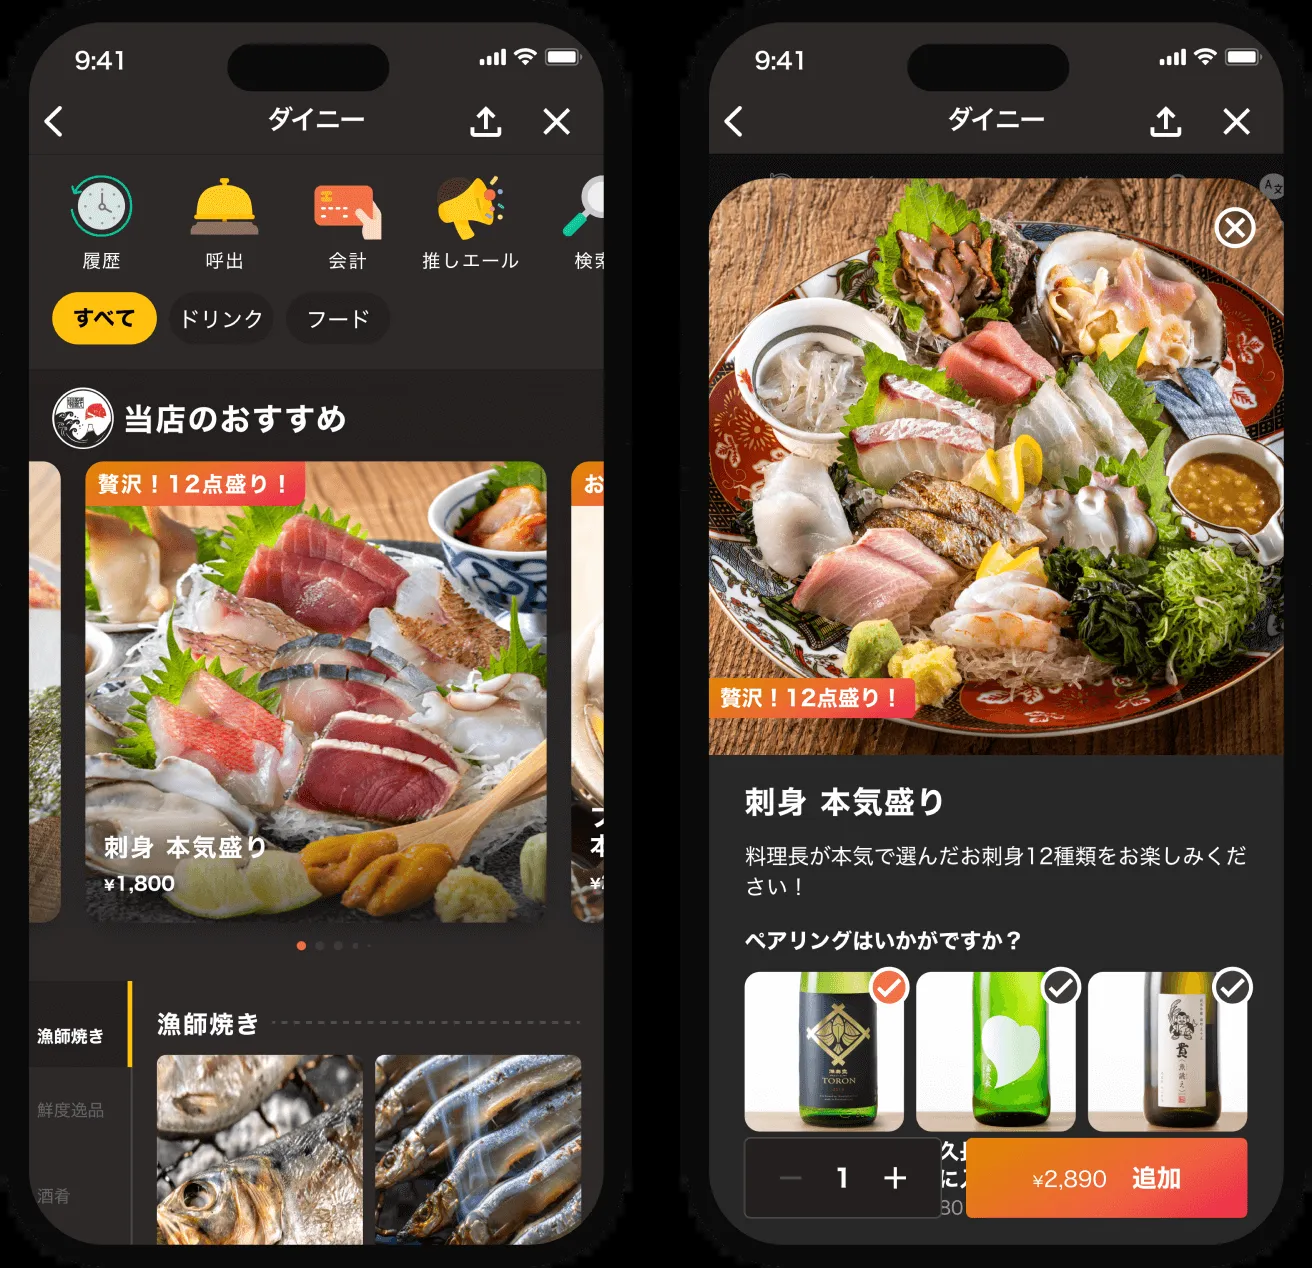 9:41
ダイニー
履歴
呼出
会計
推しエール
検索
すべて
ドリンク
フード
当店のおすすめ
贅沢！12点盛り！
お
刺身 本気盛り
¥1,800
漁師焼き
漁師焼き
鮮度逸品
酒肴
9:41
ダイニー
贅沢！12点盛り！
刺身 本気盛り
料理長が本気で選んだお刺身12種類をお楽しみくだ
さい！
ペアリングはいかがですか？
TORON
貫
1
¥2,890 追加